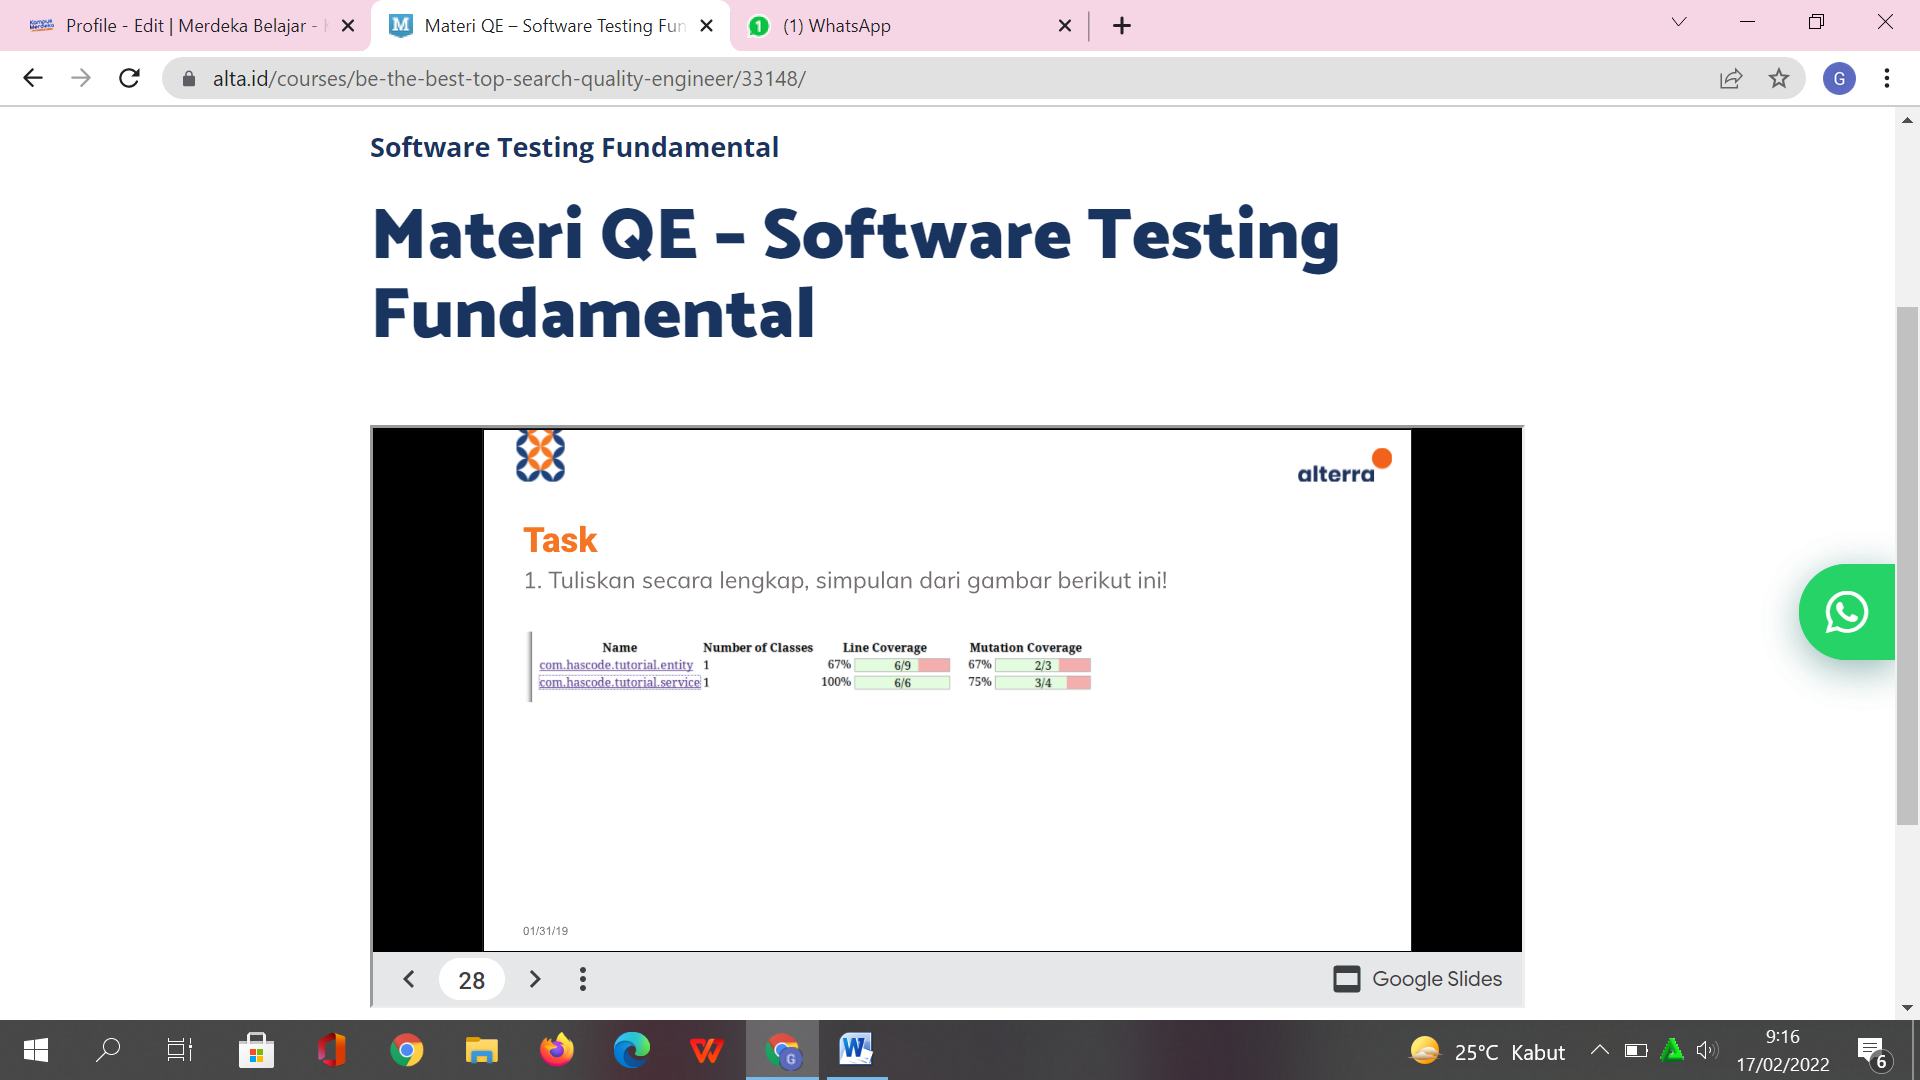 Profile - Edit | Merdeka Belajar -
Materi QE – Software Testing Fun
(1) WhatsApp
alta.id/courses/be-the-best-top-search-quality-engineer/33148/
G
Software Testing Fundamental
Materi QE – Software Testing
Fundamental
alterra
Task
1. Tuliskan secara lengkap, simpulan dari gambar berikut ini!
Name Number of Classes Line Coverage Mutation Coverage
com.hascode.tutorial.entity 1 67% 6/9 67% 2/3
com.hascode.tutorial.service 1 100% 6/6 75% 3/4
01/31/19
28
Google Slides
25°C Kabut
9:16
17/02/2022
6